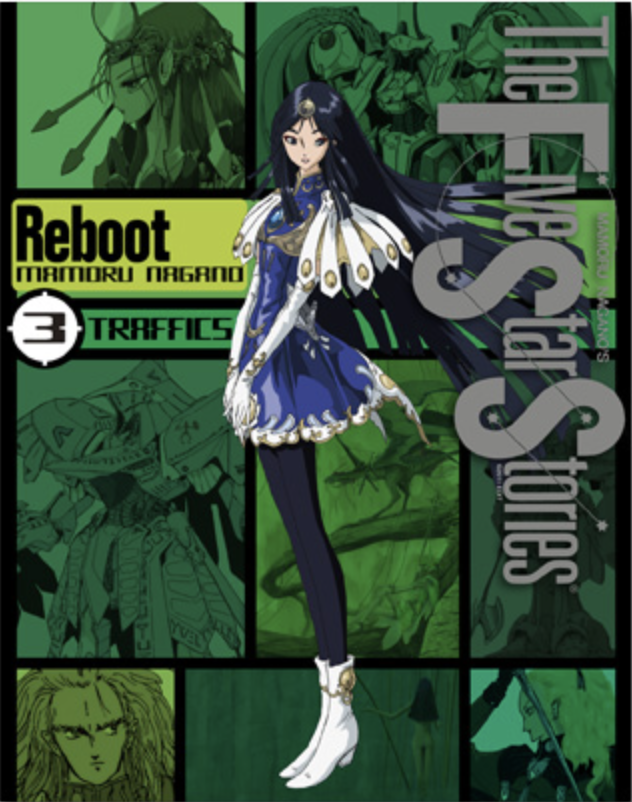 Reboot
MAMORU NAGANO
3 TRAFFICS
The Five Star Stories
MAMORU NAGANO'S